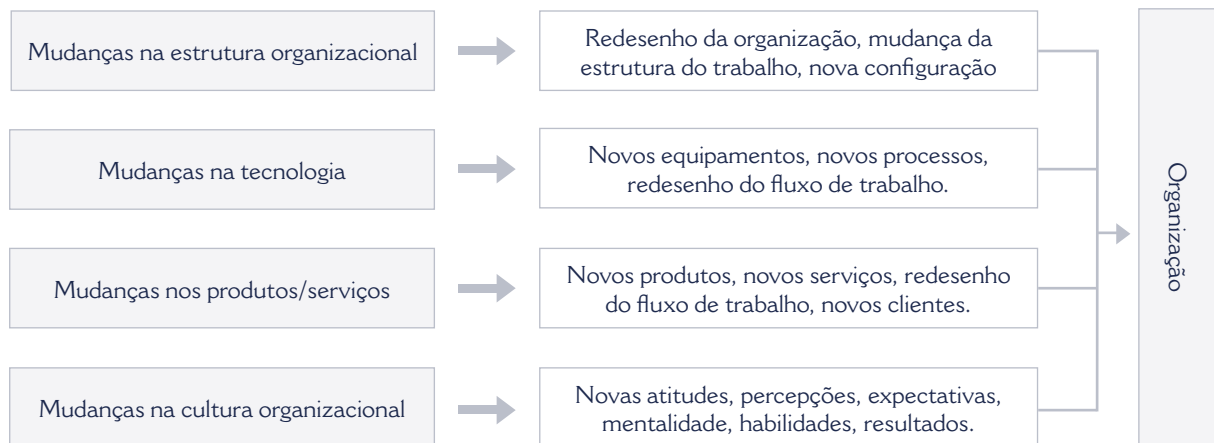 Mudanças na estrutura organizacional
Redesenho da organização, mudança da
estrutura do trabalho, nova configuração
Mudanças na tecnologia
Novos equipamentos, novos processos,
redesenho do fluxo de trabalho.
Mudanças nos produtos/serviços
Novos produtos, novos serviços, redesenho
do fluxo de trabalho, novos clientes.
Mudanças na cultura organizacional
Novas atitudes, percepções, expectativas,
mentalidade, habilidades, resultados.
Organização